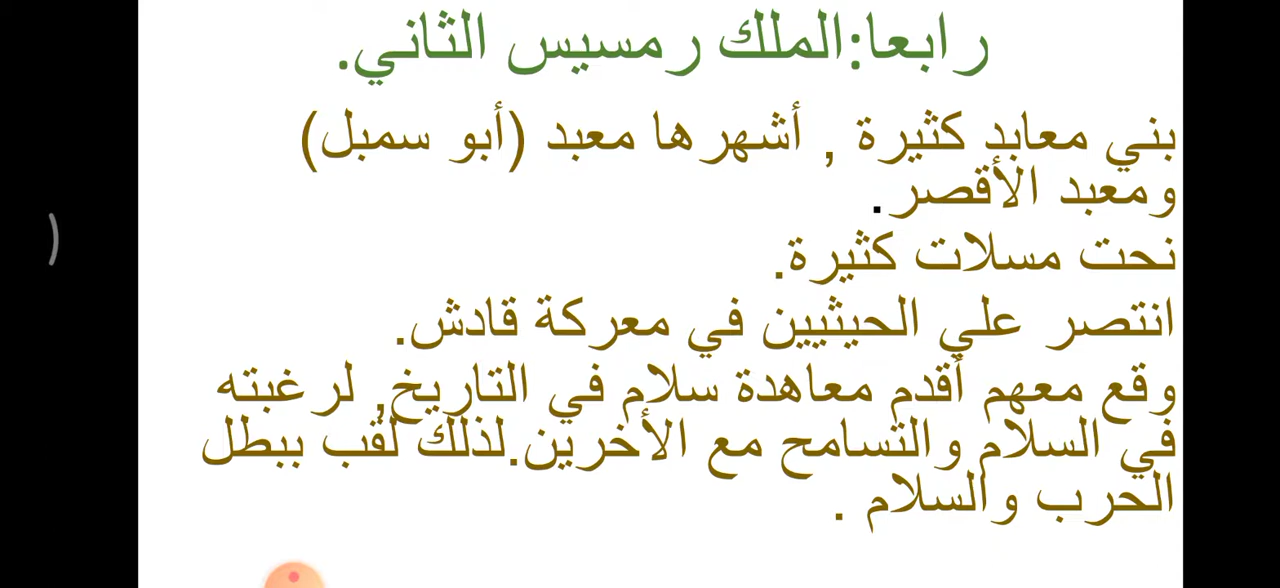 رابعا:الملك رمسيس الثاني.
بني معابد كثيرة , أشهرها معبد (أبو سمبل)
ومعبد الأقصر.
نحت مسلات كثيرة.
انتصر علي الحيثيين في معركة قادش.
وقع معهم أقدم معاهدة سلام في التاريخ, لرغبته
في السلام والتسامح مع الأخرين.لذلك لقب ببطل
الحرب والسلام .